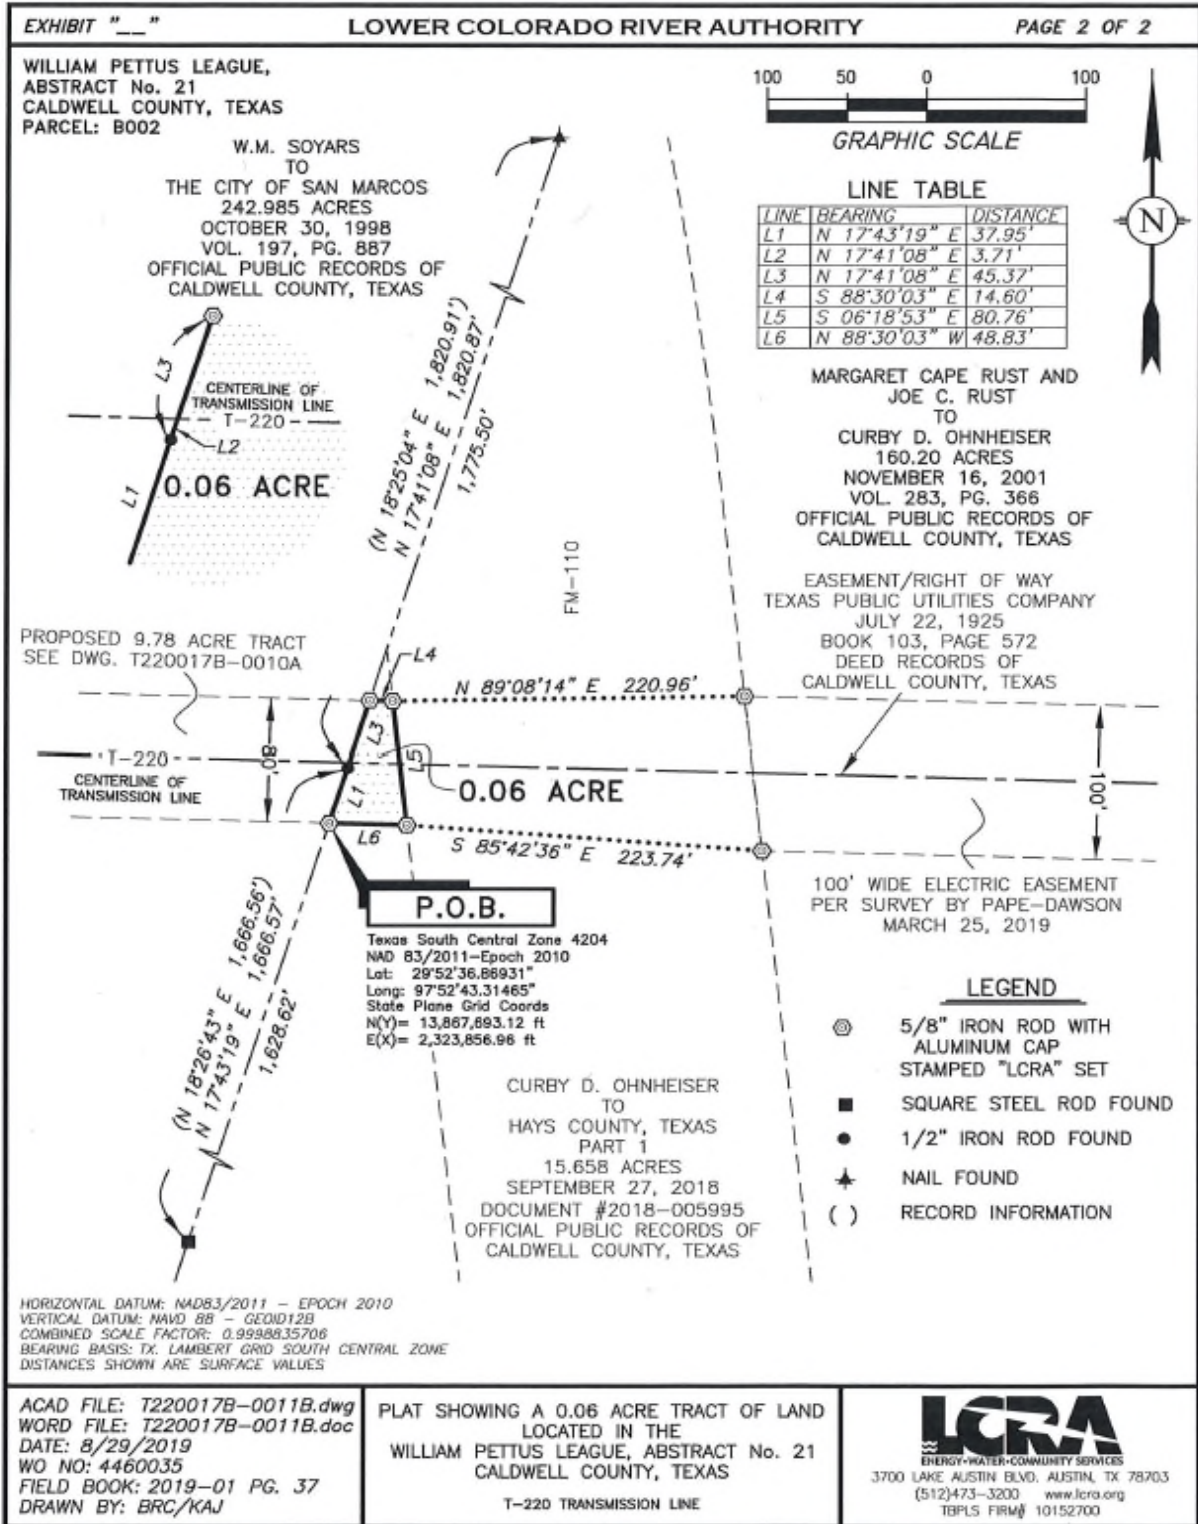 EXHIBIT "__"
LOWER COLORADO RIVER AUTHORITY
PAGE 2 OF 2
WILLIAM PETTUS LEAGUE,
ABSTRACT No. 21
CALDWELL COUNTY, TEXAS
PARCEL: B002
W.M. SOYARS
TO
THE CITY OF SAN MARCOS
242.985 ACRES
OCTOBER 30, 1998
VOL. 197, PG. 887
OFFICIAL PUBLIC RECORDS OF
CALDWELL COUNTY, TEXAS
100 50 0 100
GRAPHIC SCALE
N
LINE TABLE
LINE BEARING DISTANCE
L1 N 17°43'19" E 37.95'
L2 N 17°41'08" E 3.71'
L3 N 17°41'08" E 45.37'
L4 S 88°30'03" E 14.60'
L5 S 06°18'53" E 80.76'
L6 N 88°30'03" W 48.83'
L3
CENTERLINE OF
TRANSMISSION LINE
T-220
L2
L1
0.06 ACRE
(N 18°25'04" E 1,820.91')
N 17°41'08" E 1,820.87'
1,775.50'
MARGARET CAPE RUST AND
JOE C. RUST
TO
CURBY D. OHNHEISER
160.20 ACRES
NOVEMBER 16, 2001
VOL. 283, PG. 366
OFFICIAL PUBLIC RECORDS OF
CALDWELL COUNTY, TEXAS
FM-110
EASEMENT/RIGHT OF WAY
TEXAS PUBLIC UTILITIES COMPANY
JULY 22, 1925
BOOK 103, PAGE 572
DEED RECORDS OF
CALDWELL COUNTY, TEXAS
PROPOSED 9.78 ACRE TRACT
SEE DWG. T220017B-0010A
L4
N 89°08'14" E 220.96'
L3
80'
T-220
CENTERLINE OF
TRANSMISSION LINE
L5
L1
0.06 ACRE
100'
L6
S 85°42'36" E 223.74'
P.O.B.
Texas South Central Zone 4204
NAD 83/2011-Epoch 2010
Lat: 29°52'36.86931"
Long: 97°52'43.31465"
State Plane Grid Coords
N(Y)= 13,867,693.12 ft
E(X)= 2,323,856.96 ft
100' WIDE ELECTRIC EASEMENT
PER SURVEY BY PAPE-DAWSON
MARCH 25, 2019
(N 18°26'43" E 1,666.56')
N 17°43'19" E 1,666.57'
1,628.62'
LEGEND
5/8" IRON ROD WITH
ALUMINUM CAP
STAMPED "LCRA" SET
SQUARE STEEL ROD FOUND
1/2" IRON ROD FOUND
NAIL FOUND
( ) RECORD INFORMATION
CURBY D. OHNHEISER
TO
HAYS COUNTY, TEXAS
PART 1
15.658 ACRES
SEPTEMBER 27, 2018
DOCUMENT #2018-005995
OFFICIAL PUBLIC RECORDS OF
CALDWELL COUNTY, TEXAS
HORIZONTAL DATUM: NAD83/2011 - EPOCH 2010
VERTICAL DATUM: NAVD 88 - GEOID12B
COMBINED SCALE FACTOR: 0.9998835706
BEARING BASIS: TX. LAMBERT GRID SOUTH CENTRAL ZONE
DISTANCES SHOWN ARE SURFACE VALUES
ACAD FILE: T220017B-0011B.dwg
WORD FILE: T220017B-0011B.doc
DATE: 8/29/2019
WO NO: 4460035
FIELD BOOK: 2019-01 PG. 37
DRAWN BY: BRC/KAJ
PLAT SHOWING A 0.06 ACRE TRACT OF LAND
LOCATED IN THE
WILLIAM PETTUS LEAGUE, ABSTRACT No. 21
CALDWELL COUNTY, TEXAS
T-220 TRANSMISSION LINE
LCRA
ENERGY•WATER•COMMUNITY SERVICES
3700 LAKE AUSTIN BLVD. AUSTIN, TX 78703
(512)473-3200 www.lcra.org
TBPLS FIRM# 10152700